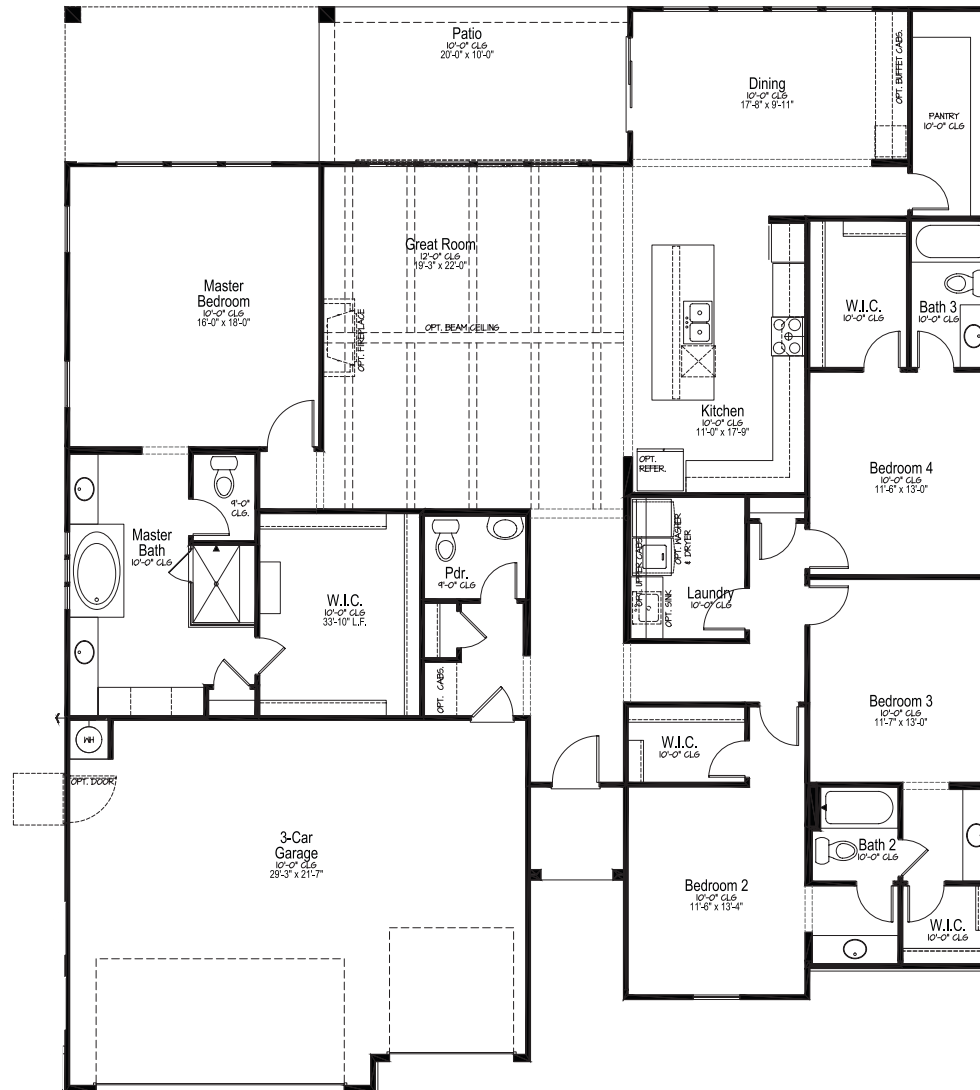 Patio
10'-0" CLG
20'-0" x 10'-0"
Dining
10'-0" CLG
17'-8" x 9'-11"
OPT. BUFFET CABS.
PANTRY
10'-0" CLG
Great Room
12'-0" CLG
19'-3" x 22'-0"
Master
Bedroom
10'-0" CLG
16'-0" x 18'-0"
W.I.C.
10'-0" CLG
Bath 3
10'-0" CLG
OPT. FIREPLACE
OPT. BEAM CEILING
Kitchen
10'-0" CLG
11'-0" x 17'-9"
OPT.
REFER.
Bedroom 4
10'-0" CLG
11'-6" x 13'-0"
9'-0"
CLG.
Master
Bath
10'-0" CLG
W.I.C.
10'-0" CLG
33'-10" L.F.
Pdr.
9'-0" CLG
OPT. UPPER CABS
OPT. WASHER
& DRYER
OPT. SINK
Laundry
10'-0" CLG
OPT. CABS.
Bedroom 3
10'-0" CLG
11'-7" x 13'-0"
W.I.C.
10'-0" CLG
WH
OPT. DOOR
3-Car
Garage
10'-0" CLG
29'-3" x 21'-7"
Bath 2
10'-0" CLG
Bedroom 2
10'-0" CLG
11'-6" x 13'-4"
W.I.C.
10'-0" CLG